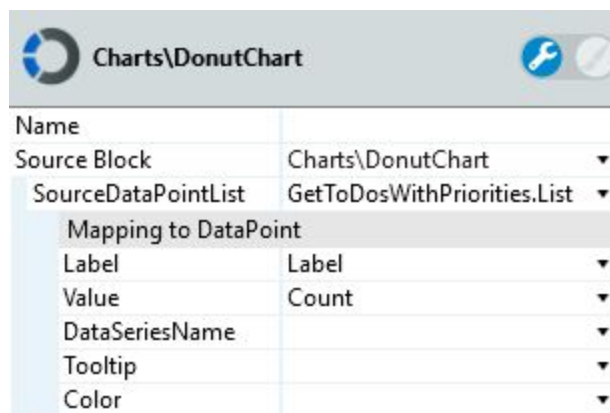 Charts\DonutChart
Name
Source Block Charts\DonutChart
SourceDataPointList GetToDosWithPriorities.List
Mapping to DataPoint
Label Label
Value Count
DataSeriesName
Tooltip
Color